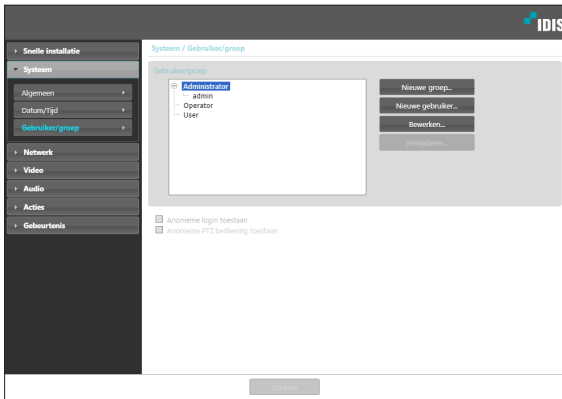 IDIS
Snelle installatie
Systeem
Algemeen
Datum/Tijd
Gebruiker/groep
Netwerk
Video
Audio
Acties
Gebeurtenis
Systeem / Gebruiker/groep
Gebruiker/groep
Administrator
admin
Operator
User
Nieuwe groep...
Nieuwe gebruiker...
Bewerken...
Verwijderen...
Anonieme login toestaan
Anonieme PTZ bediening toestaan
Opslaan